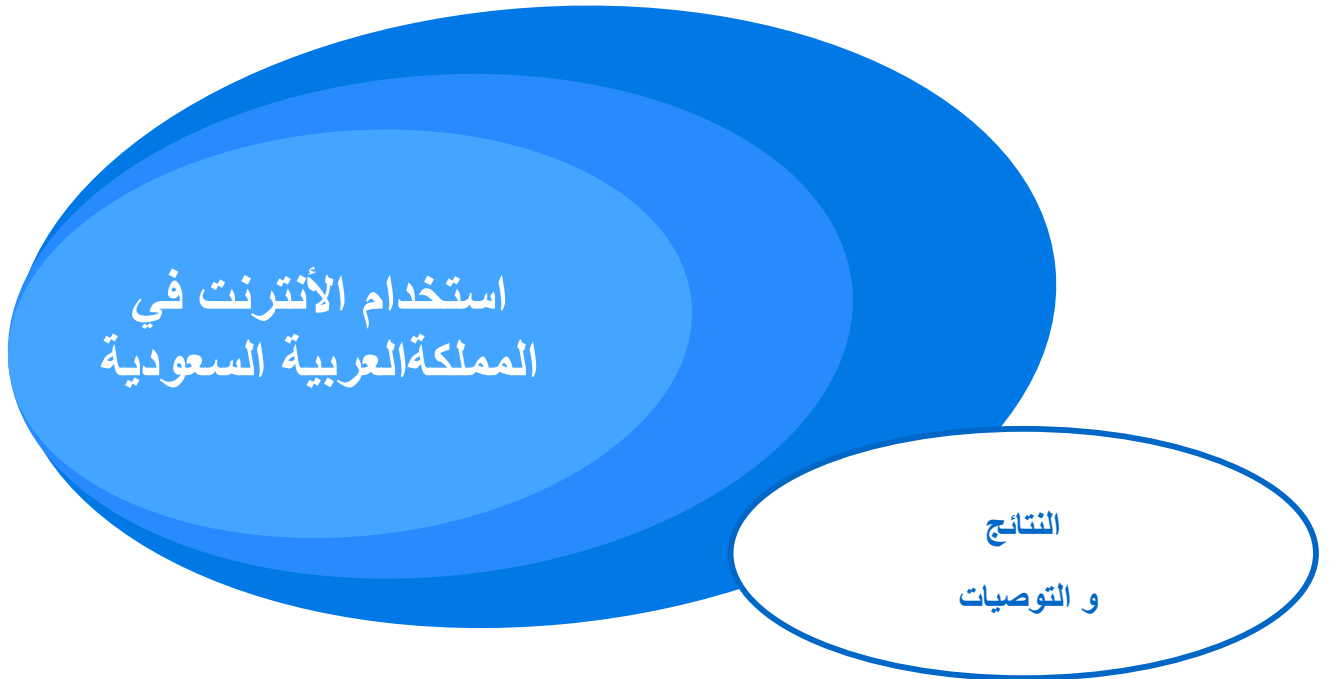 استخدام الأنترنت في
المملكةالعربية السعودية
النتائج
و التوصيات